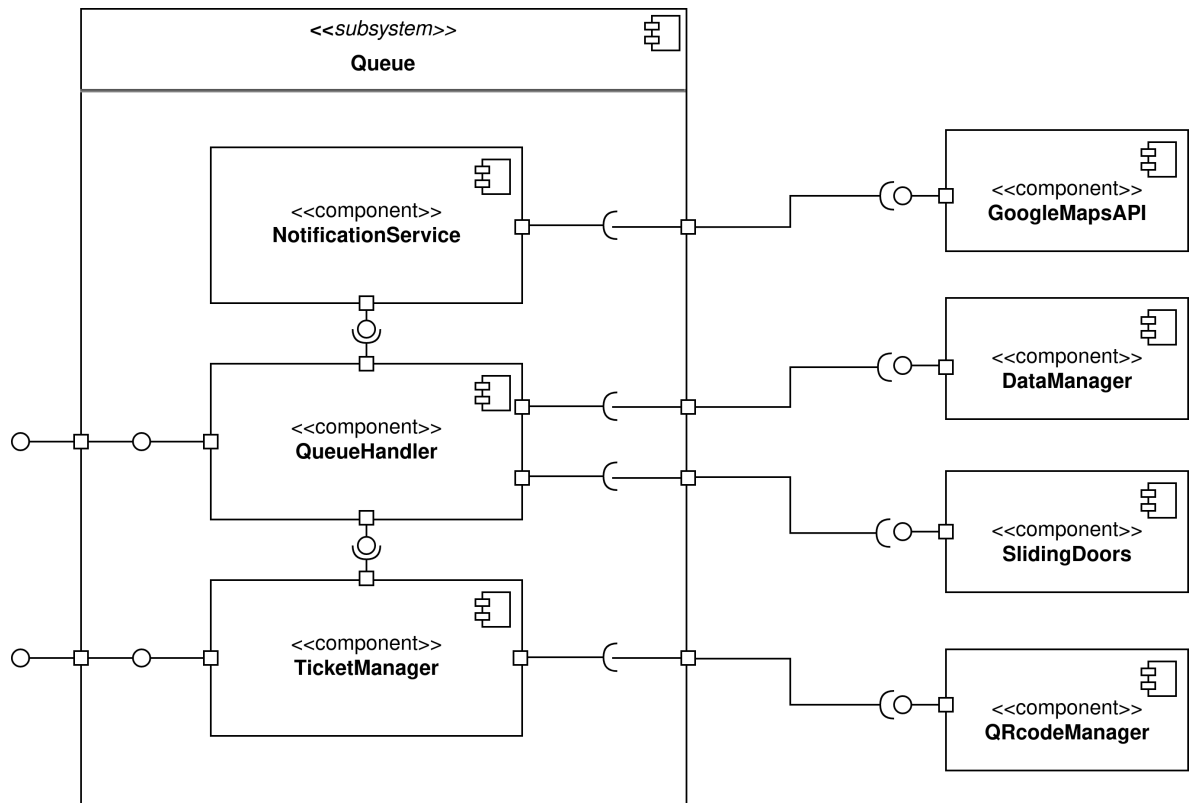 <<subsystem>>
Queue
<<component>>
NotificationService
<<component>>
QueueHandler
<<component>>
TicketManager
<<component>>
GoogleMapsAPI
<<component>>
DataManager
<<component>>
SlidingDoors
<<component>>
QRcodeManager